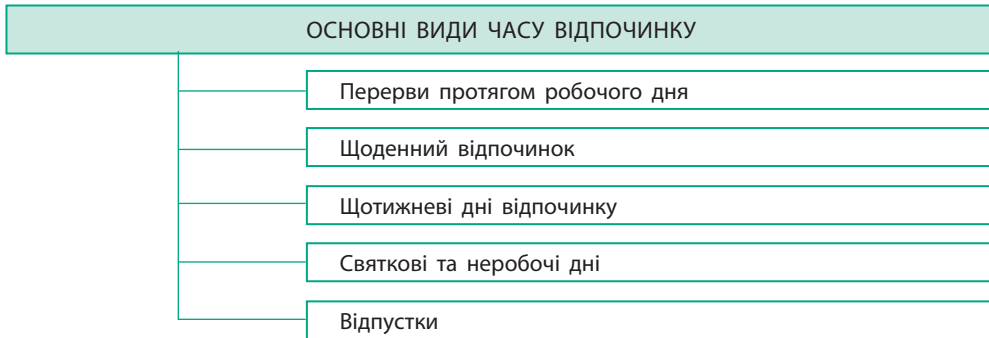 ОСНОВНІ ВИДИ ЧАСУ ВІДПОЧИНКУ
Перерви протягом робочого дня
Щоденний відпочинок
Щотижневі дні відпочинку
Святкові та неробочі дні
Відпустки